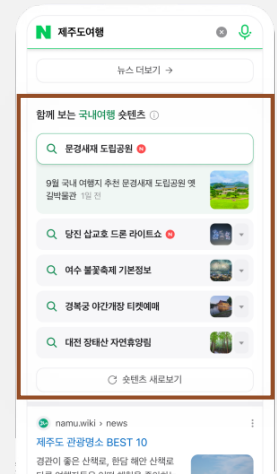 N 제주도여행
뉴스 더보기 →
함께 보는 국내여행 숏텐츠
문경새재 도립공원 N
9월 국내 여행지 추천 문경새재 도립공원 옛
길박물관 1일 전
당진 삽교호 드론 라이트쇼 N
여수 불꽃축제 기본정보
경복궁 야간개장 티켓예매
대전 장태산 자연휴양림
숏텐츠 새로보기
namu.wiki › news
제주도 관광명소 BEST 10
경관이 좋은 산책로, 한담 해안 산책로